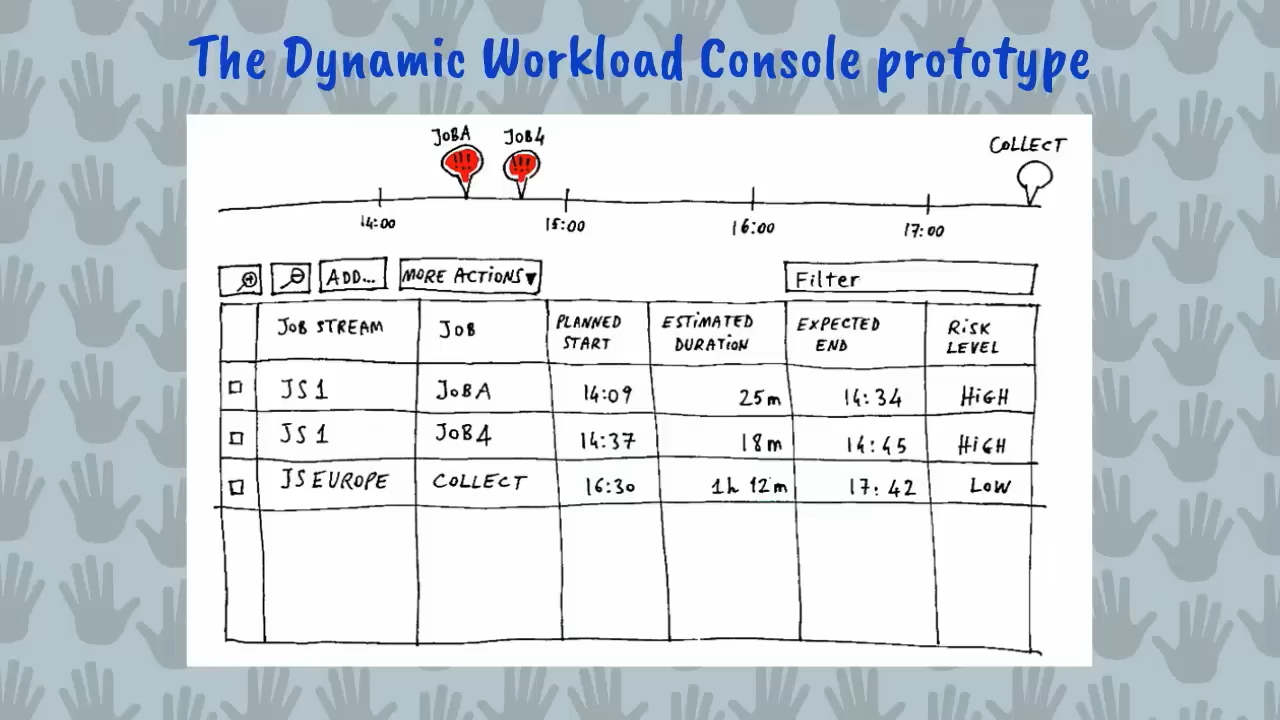 The Dynamic Workload Console prototype
JOBA JOB4 COLLECT
!!! !!!
14:00 15:00 16:00 17:00
ADD... MORE ACTIONS▼ Filter
JOB STREAM JOB PLANNED START ESTIMATED DURATION EXPECTED END RISK LEVEL
JS1 JOBA 14:09 25m 14:34 HIGH
JS1 JOB4 14:37 18m 14:45 HIGH
JS EUROPE COLLECT 16:30 1h 12m 17:42 LOW